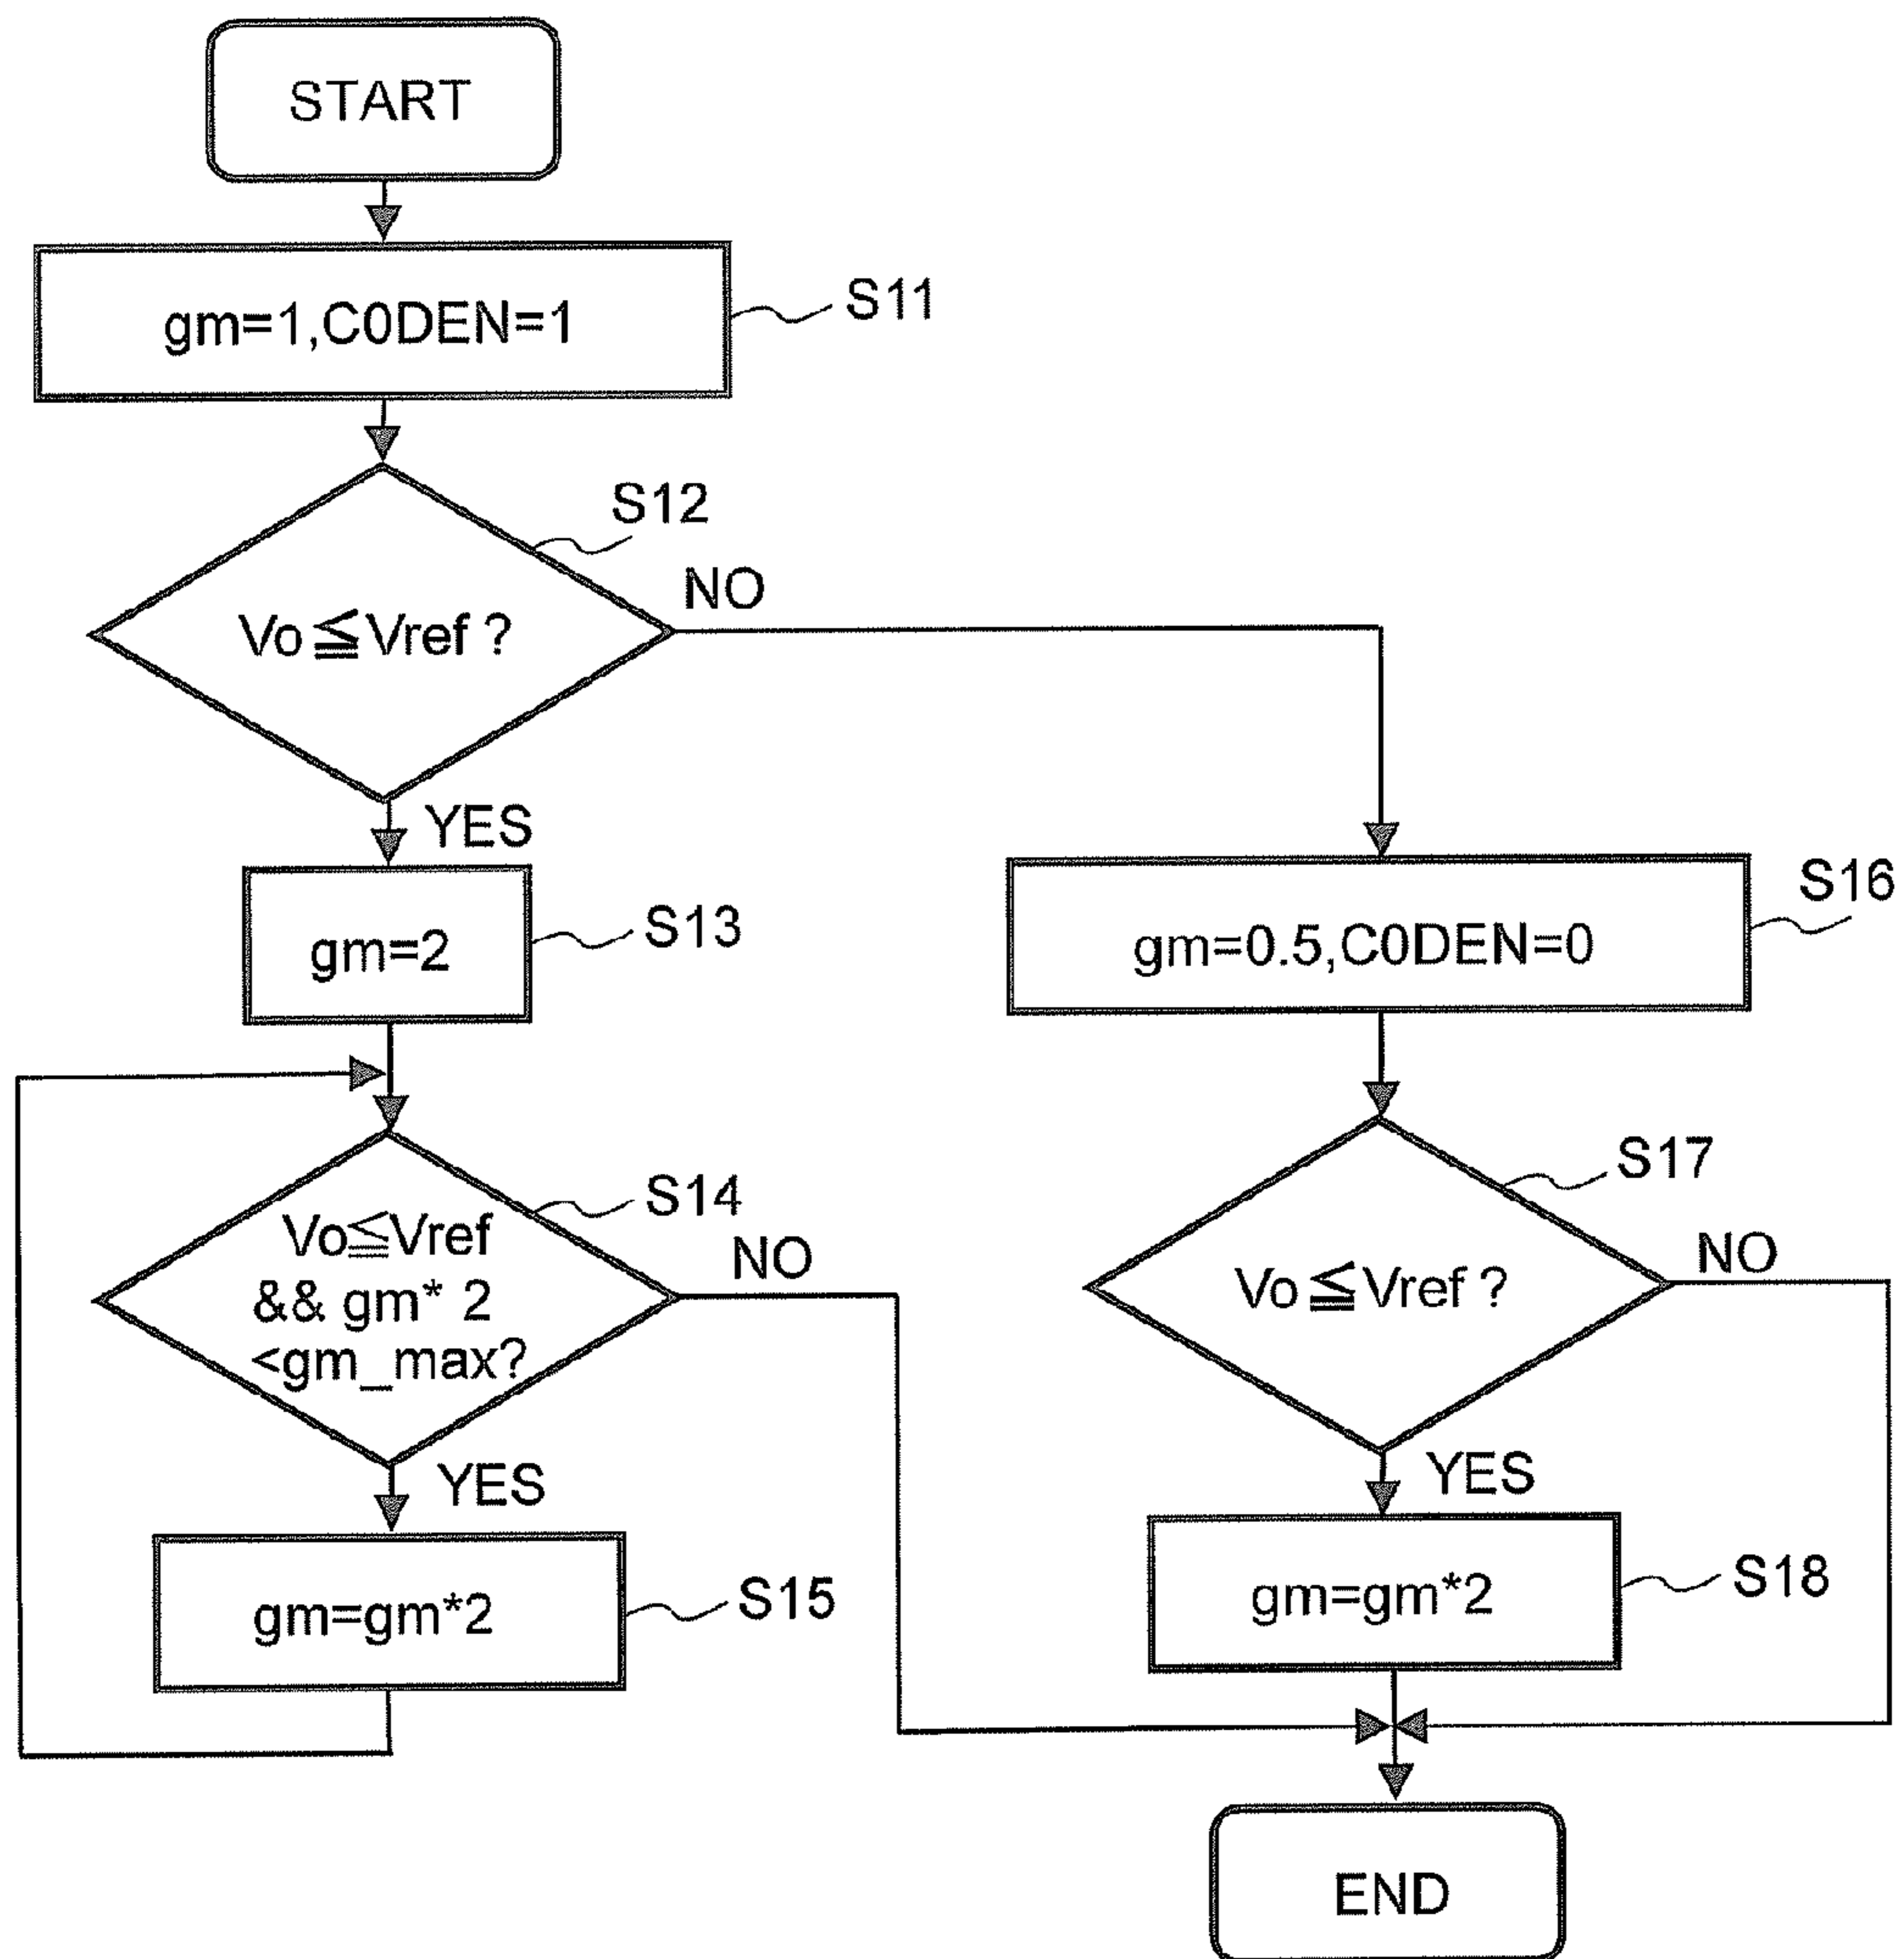 START
gm=1,C0DEN=1
S11
S12
Vo≦Vref ?
NO
YES
gm=2
S13
gm=0.5,C0DEN=0
S16
S14
Vo≦Vref
&& gm* 2
<gm_max?
NO
YES
gm=gm*2
S15
S17
Vo≦Vref ?
NO
YES
gm=gm*2
S18
END